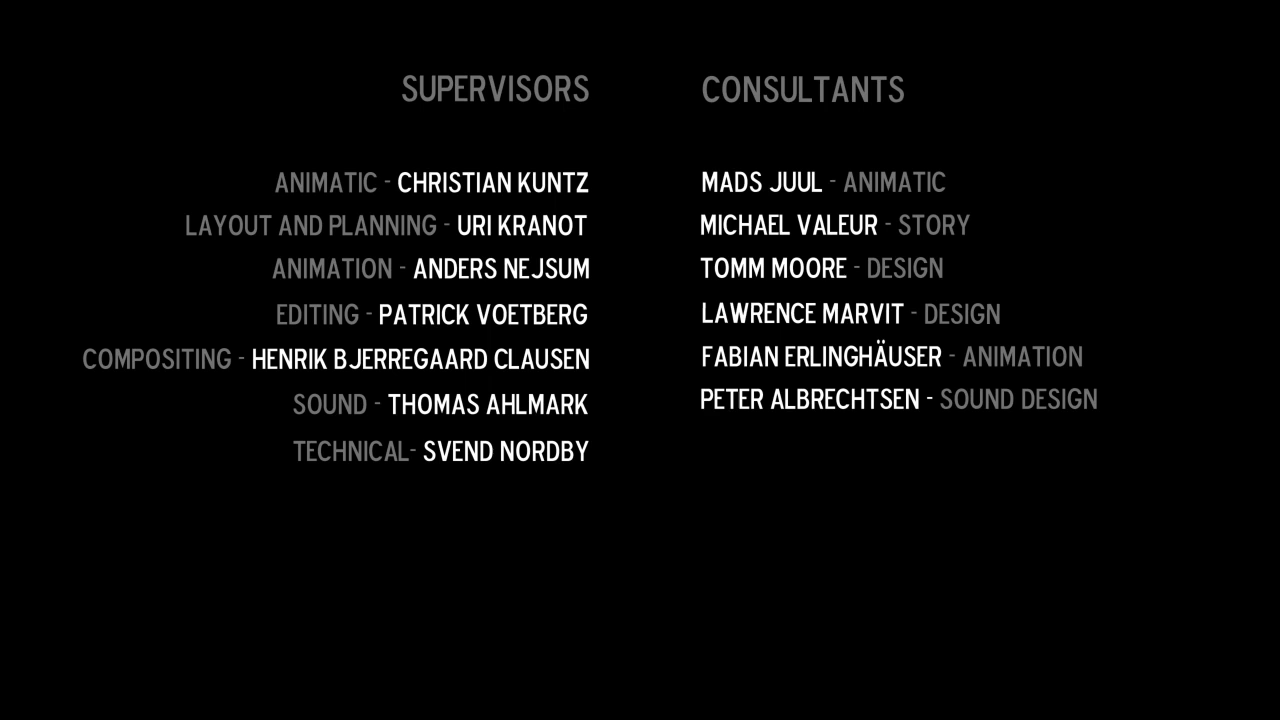 SUPERVISORS
ANIMATIC - CHRISTIAN KUNTZ
LAYOUT AND PLANNING - URI KRANOT
ANIMATION - ANDERS NEJSUM
EDITING - PATRICK VOETBERG
COMPOSITING - HENRIK BJERREGAARD CLAUSEN
SOUND - THOMAS AHLMARK
TECHNICAL- SVEND NORDBY
CONSULTANTS
MADS JUUL - ANIMATIC
MICHAEL VALEUR - STORY
TOMM MOORE - DESIGN
LAWRENCE MARVIT - DESIGN
FABIAN ERLINGHÄUSER - ANIMATION
PETER ALBRECHTSEN - SOUND DESIGN